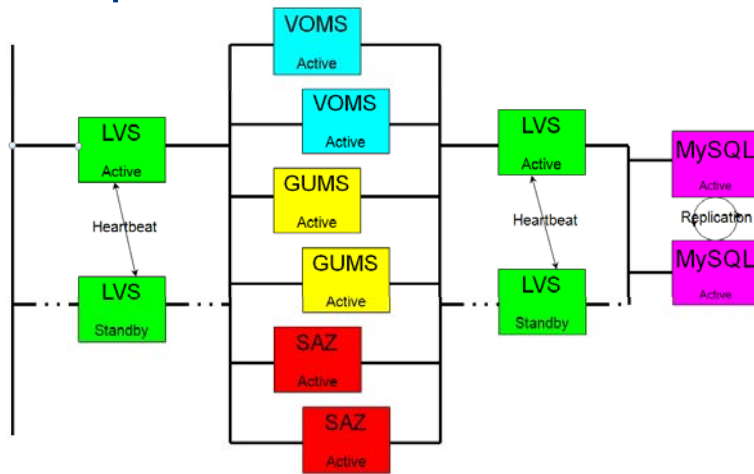 VOMS
Active
VOMS
Active
LVS
Active
LVS
Active
MySQL
Active
GUMS
Active
Heartbeat
Heartbeat
Replication
GUMS
Active
MySQL
Active
LVS
Standby
LVS
Standby
SAZ
Active
SAZ
Active